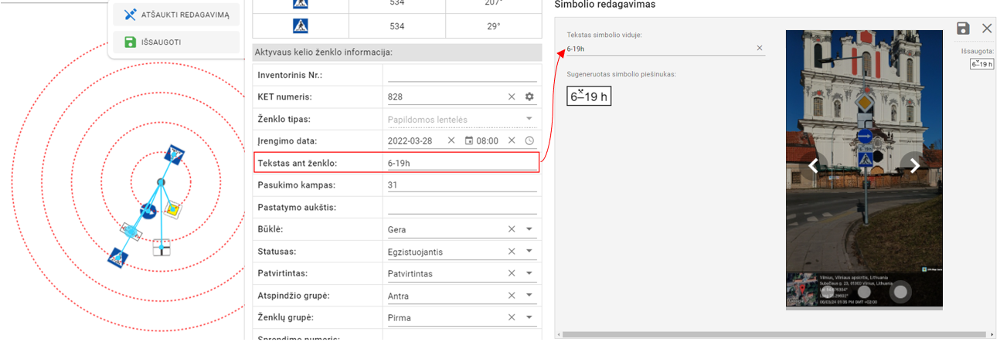 ATŠAUKTI REDAGAVIMĄ
IŠSAUGOTI
534
207°
534
29°
Aktyvaus kelio ženklo informacija:
Inventorinis Nr.:
KET numeris:
828
Ženklo tipas:
Papildomos lentelės
Įrengimo data:
2022-03-28
08:00
Tekstas ant ženklo:
6-19h
Pasukimo kampas:
31
Pastatymo aukštis:
Būklė:
Gera
Statusas:
Egzistuojantis
Patvirtintas:
Patvirtintas
Atspindžio grupė:
Antra
Ženklų grupė:
Pirma
Sprendimo numeris:
Simbolio redagavimas
Tekstas simbolio viduje:
6-19h
Sugeneruotas simbolio piešinukas:
6–19 h
Išsaugota:
6–19 h
Vilnius, Vilniaus apskritis, Lithuania